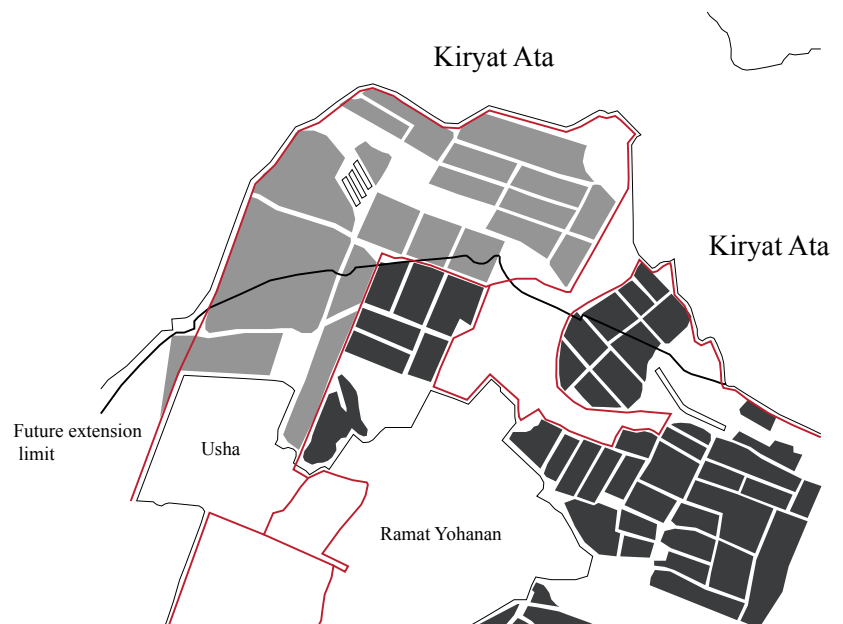 Kiryat Ata
Kiryat Ata
Future extension
limit
Usha
Ramat Yohanan